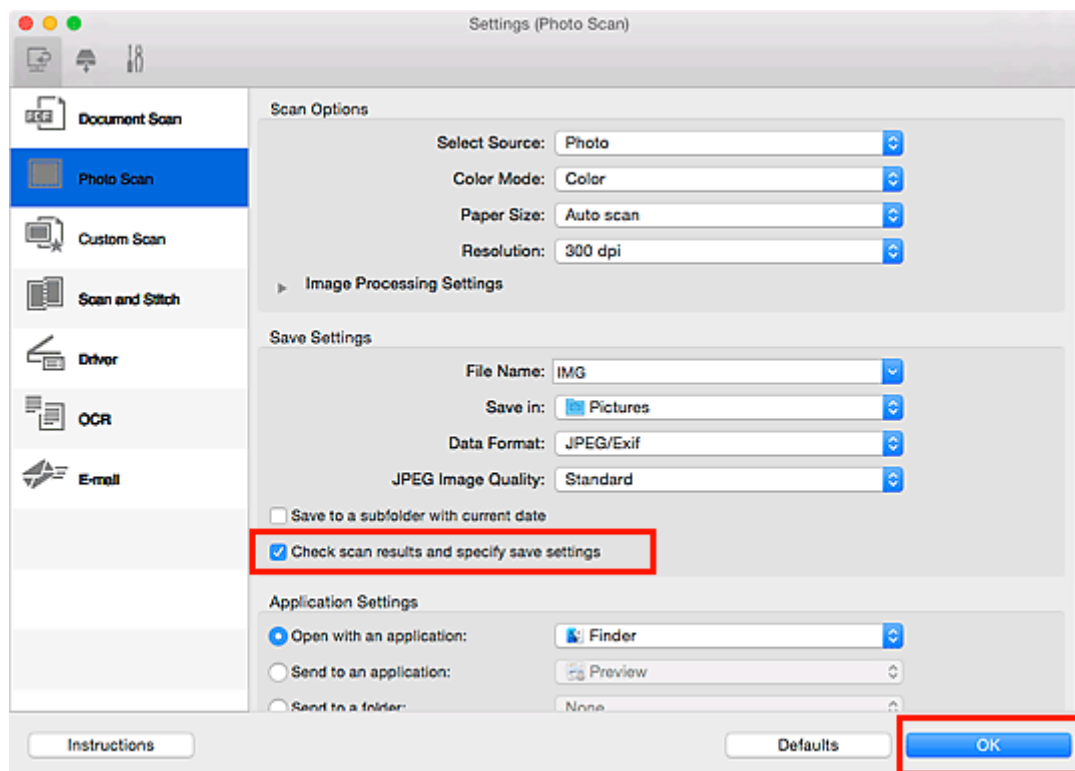 Settings (Photo Scan)
Document Scan
Photo Scan
Custom Scan
Scan and Stitch
Driver
OCR
E-mail
Scan Options
Select Source: Photo
Color Mode: Color
Paper Size: Auto scan
Resolution: 300 dpi
Image Processing Settings
Save Settings
File Name: IMG
Save in: Pictures
Data Format: JPEG/Exif
JPEG Image Quality: Standard
Save to a subfolder with current date
Check scan results and specify save settings
Application Settings
Open with an application: Finder
Send to an application: Preview
Send to a folder: None
Instructions
Defaults
OK